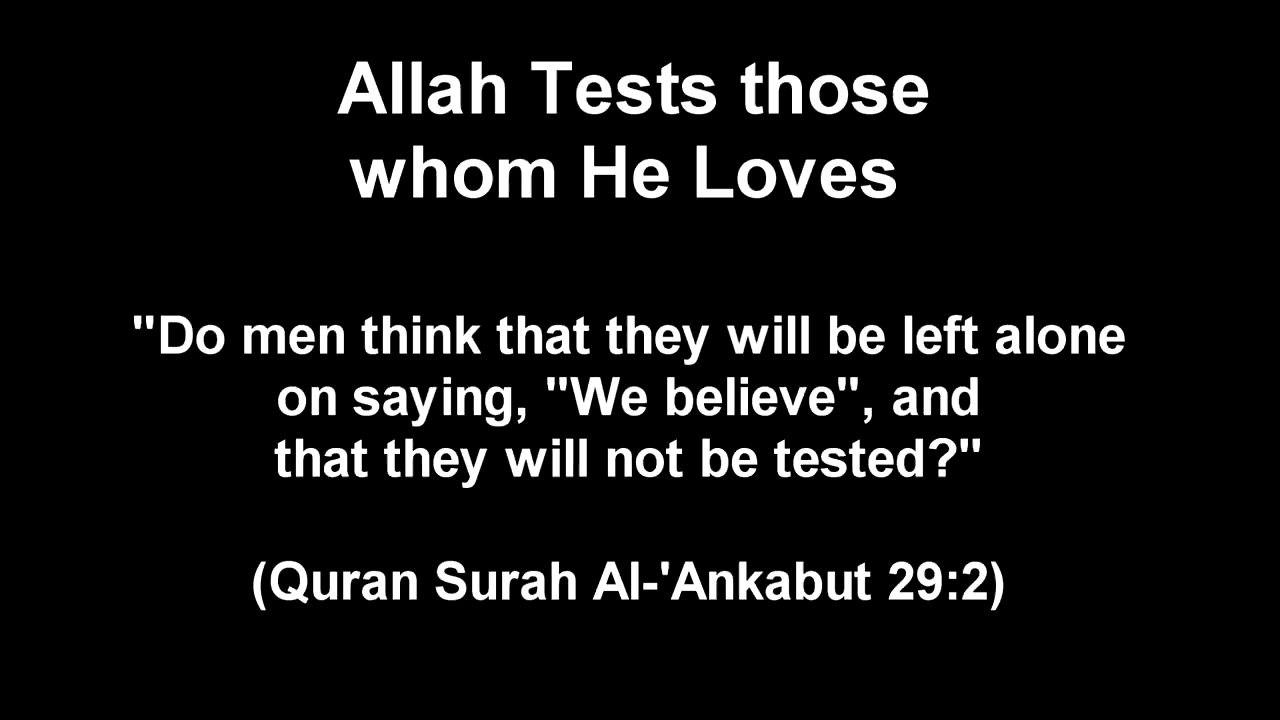 Allah Tests those
whom He Loves
"Do men think that they will be left alone
on saying, "We believe", and
that they will not be tested?"
(Quran Surah Al-'Ankabut 29:2)